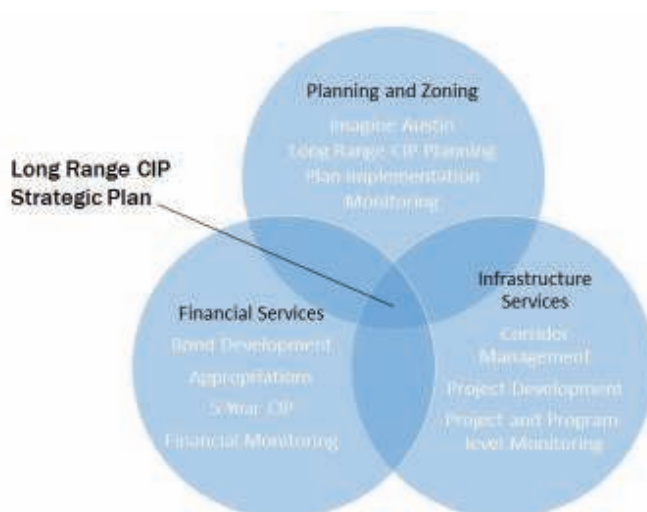 Planning and Zoning
Imagine Austin
Long Range CIP Planning
Plan Implementation
Monitoring
Long Range CIP
Strategic Plan
Financial Services
Bond Development
Appropriations
5-Year CIP
Financial Monitoring
Infrastructure
Services
Management
Project Development
Project and Program-
level Monitoring